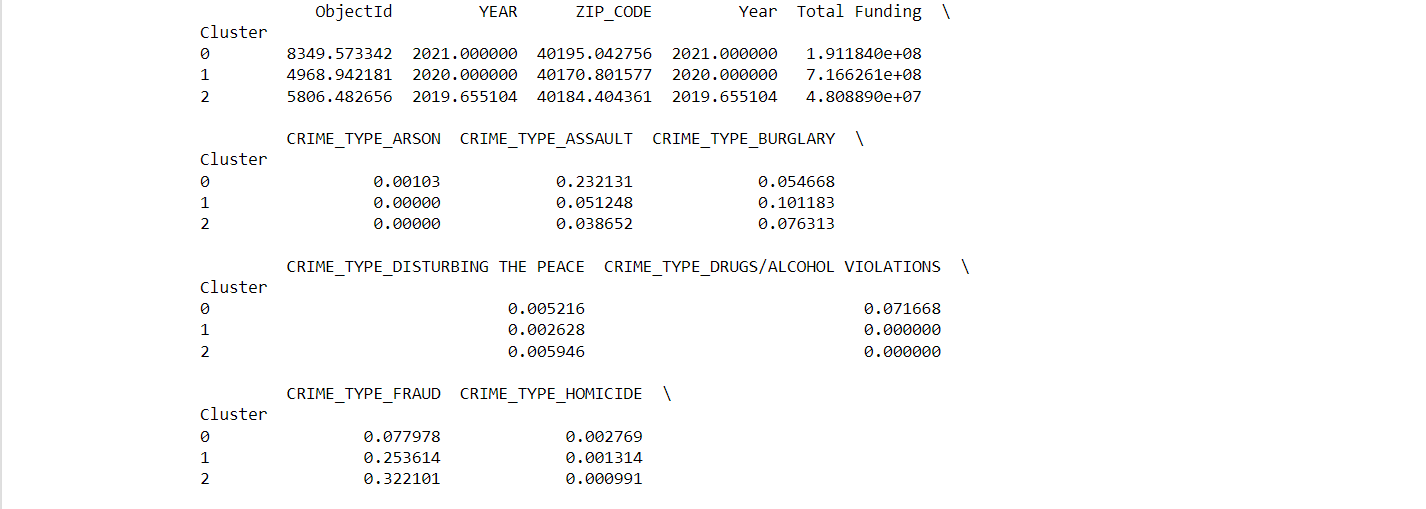 ObjectId YEAR ZIP_CODE Year Total Funding \
Cluster
0 8349.573342 2021.000000 40195.042756 2021.000000 1.911840e+08
1 4968.942181 2020.000000 40170.801577 2020.000000 7.166261e+08
2 5806.482656 2019.655104 40184.404361 2019.655104 4.808890e+07
CRIME_TYPE_ARSON CRIME_TYPE_ASSAULT CRIME_TYPE_BURGLARY \
Cluster
0 0.00103 0.232131 0.054668
1 0.00000 0.051248 0.101183
2 0.00000 0.038652 0.076313
CRIME_TYPE_DISTURBING THE PEACE CRIME_TYPE_DRUGS/ALCOHOL VIOLATIONS \
Cluster
0 0.005216 0.071668
1 0.002628 0.000000
2 0.005946 0.000000
CRIME_TYPE_FRAUD CRIME_TYPE_HOMICIDE \
Cluster
0 0.077978 0.002769
1 0.253614 0.001314
2 0.322101 0.000991